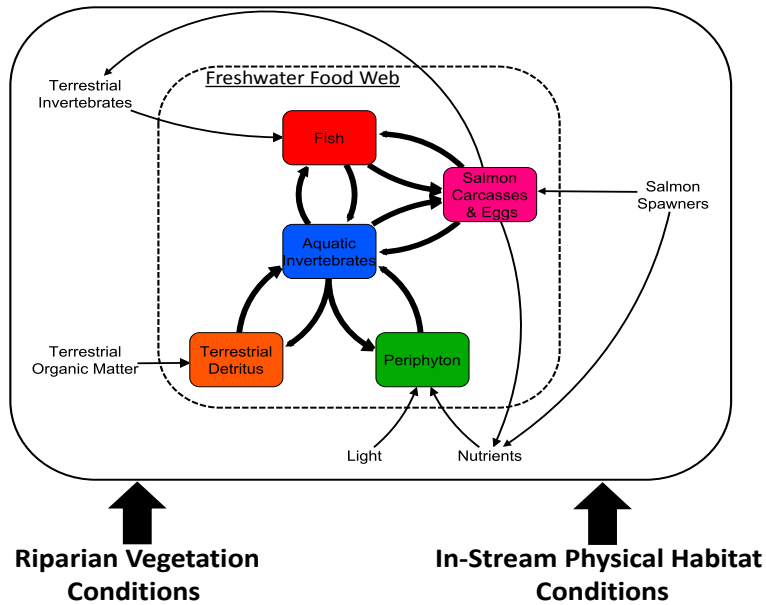 Freshwater Food Web
Terrestrial
Invertebrates
Fish
Salmon
Carcasses
& Eggs
Salmon
Spawners
Aquatic
Invertebrates
Terrestrial
Organic Matter
Terrestrial
Detritus
Periphyton
Light
Nutrients
Riparian Vegetation
Conditions
In-Stream Physical Habitat
Conditions